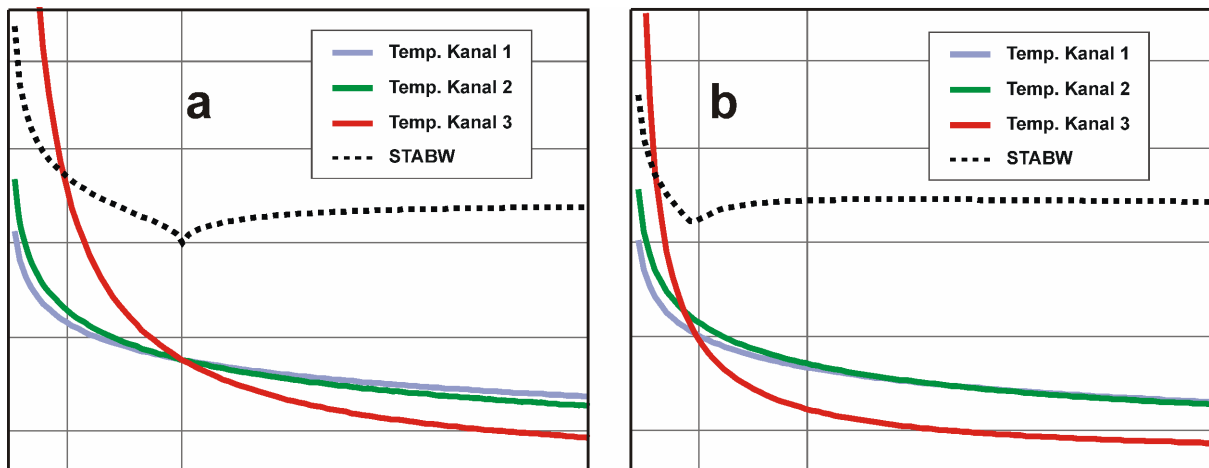 a
Temp. Kanal 1
Temp. Kanal 2
Temp. Kanal 3
STABW
b
Temp. Kanal 1
Temp. Kanal 2
Temp. Kanal 3
STABW